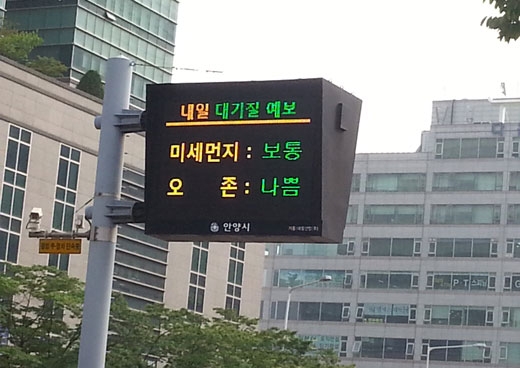 내일 대기질 예보
미세먼지 : 보통
오 존 : 나쁨
안양시
PT